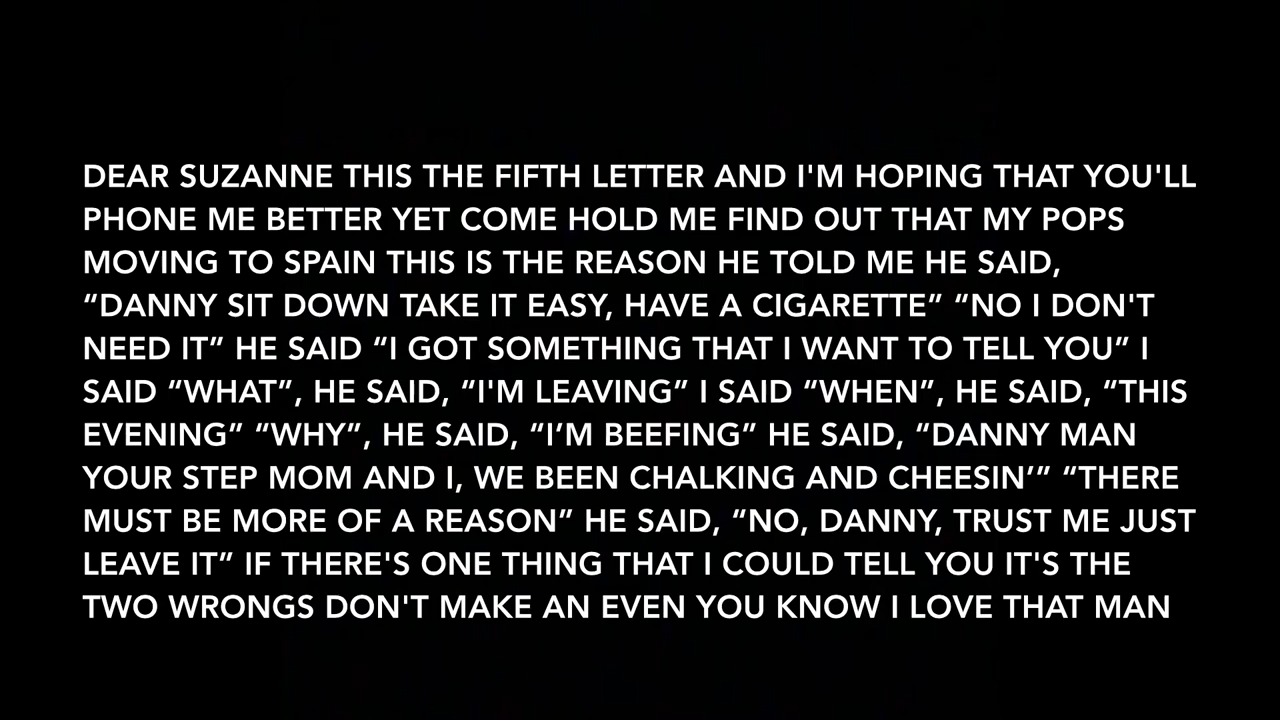 DEAR SUZANNE THIS THE FIFTH LETTER AND I'M HOPING THAT YOU'LL
PHONE ME BETTER YET COME HOLD ME FIND OUT THAT MY POPS
MOVING TO SPAIN THIS IS THE REASON HE TOLD ME HE SAID,
“DANNY SIT DOWN TAKE IT EASY, HAVE A CIGARETTE” “NO I DON'T
NEED IT” HE SAID “I GOT SOMETHING THAT I WANT TO TELL YOU” I
SAID “WHAT”, HE SAID, “I'M LEAVING” I SAID “WHEN”, HE SAID, “THIS
EVENING” “WHY”, HE SAID, “I’M BEEFING” HE SAID, “DANNY MAN
YOUR STEP MOM AND I, WE BEEN CHALKING AND CHEESIN’” “THERE
MUST BE MORE OF A REASON” HE SAID, “NO, DANNY, TRUST ME JUST
LEAVE IT” IF THERE'S ONE THING THAT I COULD TELL YOU IT'S THE
TWO WRONGS DON'T MAKE AN EVEN YOU KNOW I LOVE THAT MAN